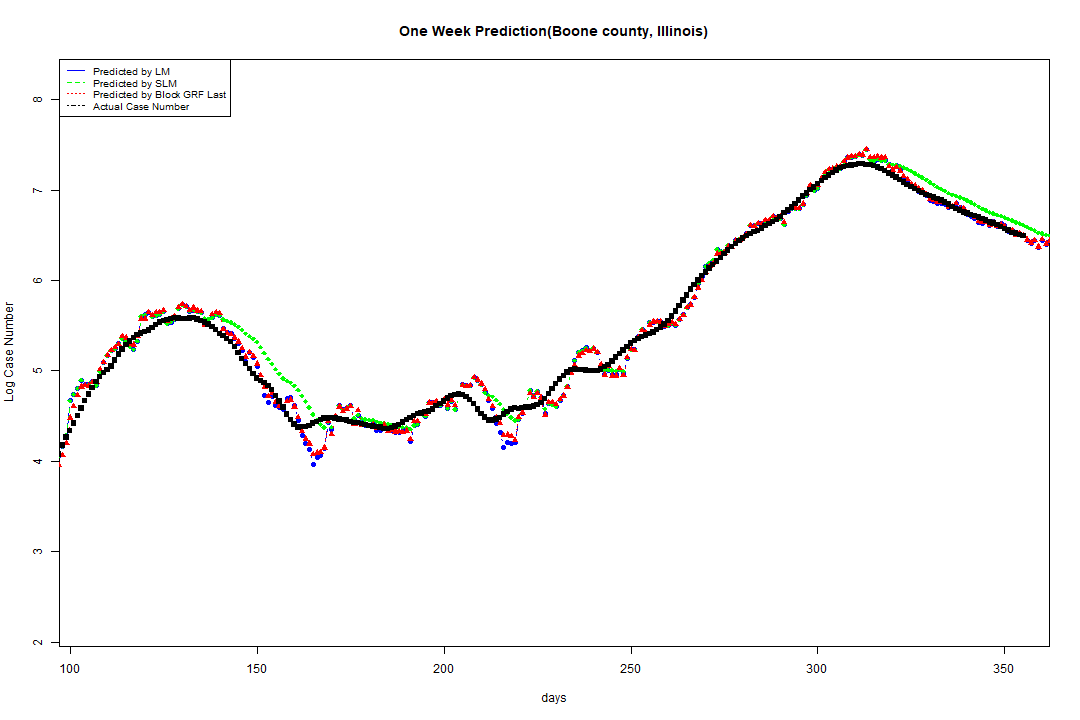 One Week Prediction(Boone county, Illinois)
Predicted by LM
Predicted by SLM
Predicted by Block GRF Last
Actual Case Number
Log Case Number
8
7
6
5
4
3
2
100 150 200 250 300 350
days